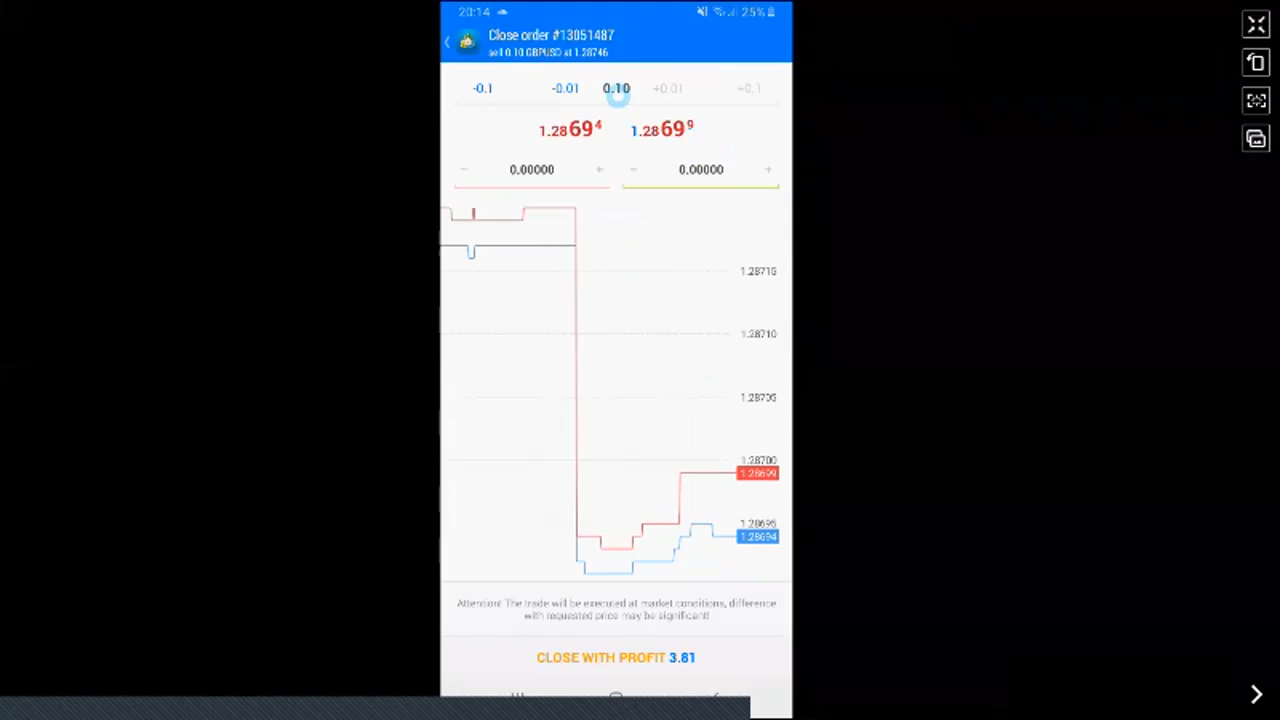 20:14 25%
Close order #13051487
sell 0.10 GBPUSD at 1.28746
-0.1 -0.01 0.10 +0.01 +0.1
1.28694 1.28699
− 0.00000 + − 0.00000 +
1.28715
1.28710
1.28705
1.28700
1.28699
1.28695
1.28694
Attention! The trade will be executed at market conditions, difference
with requested price may be significant!
CLOSE WITH PROFIT 3.81